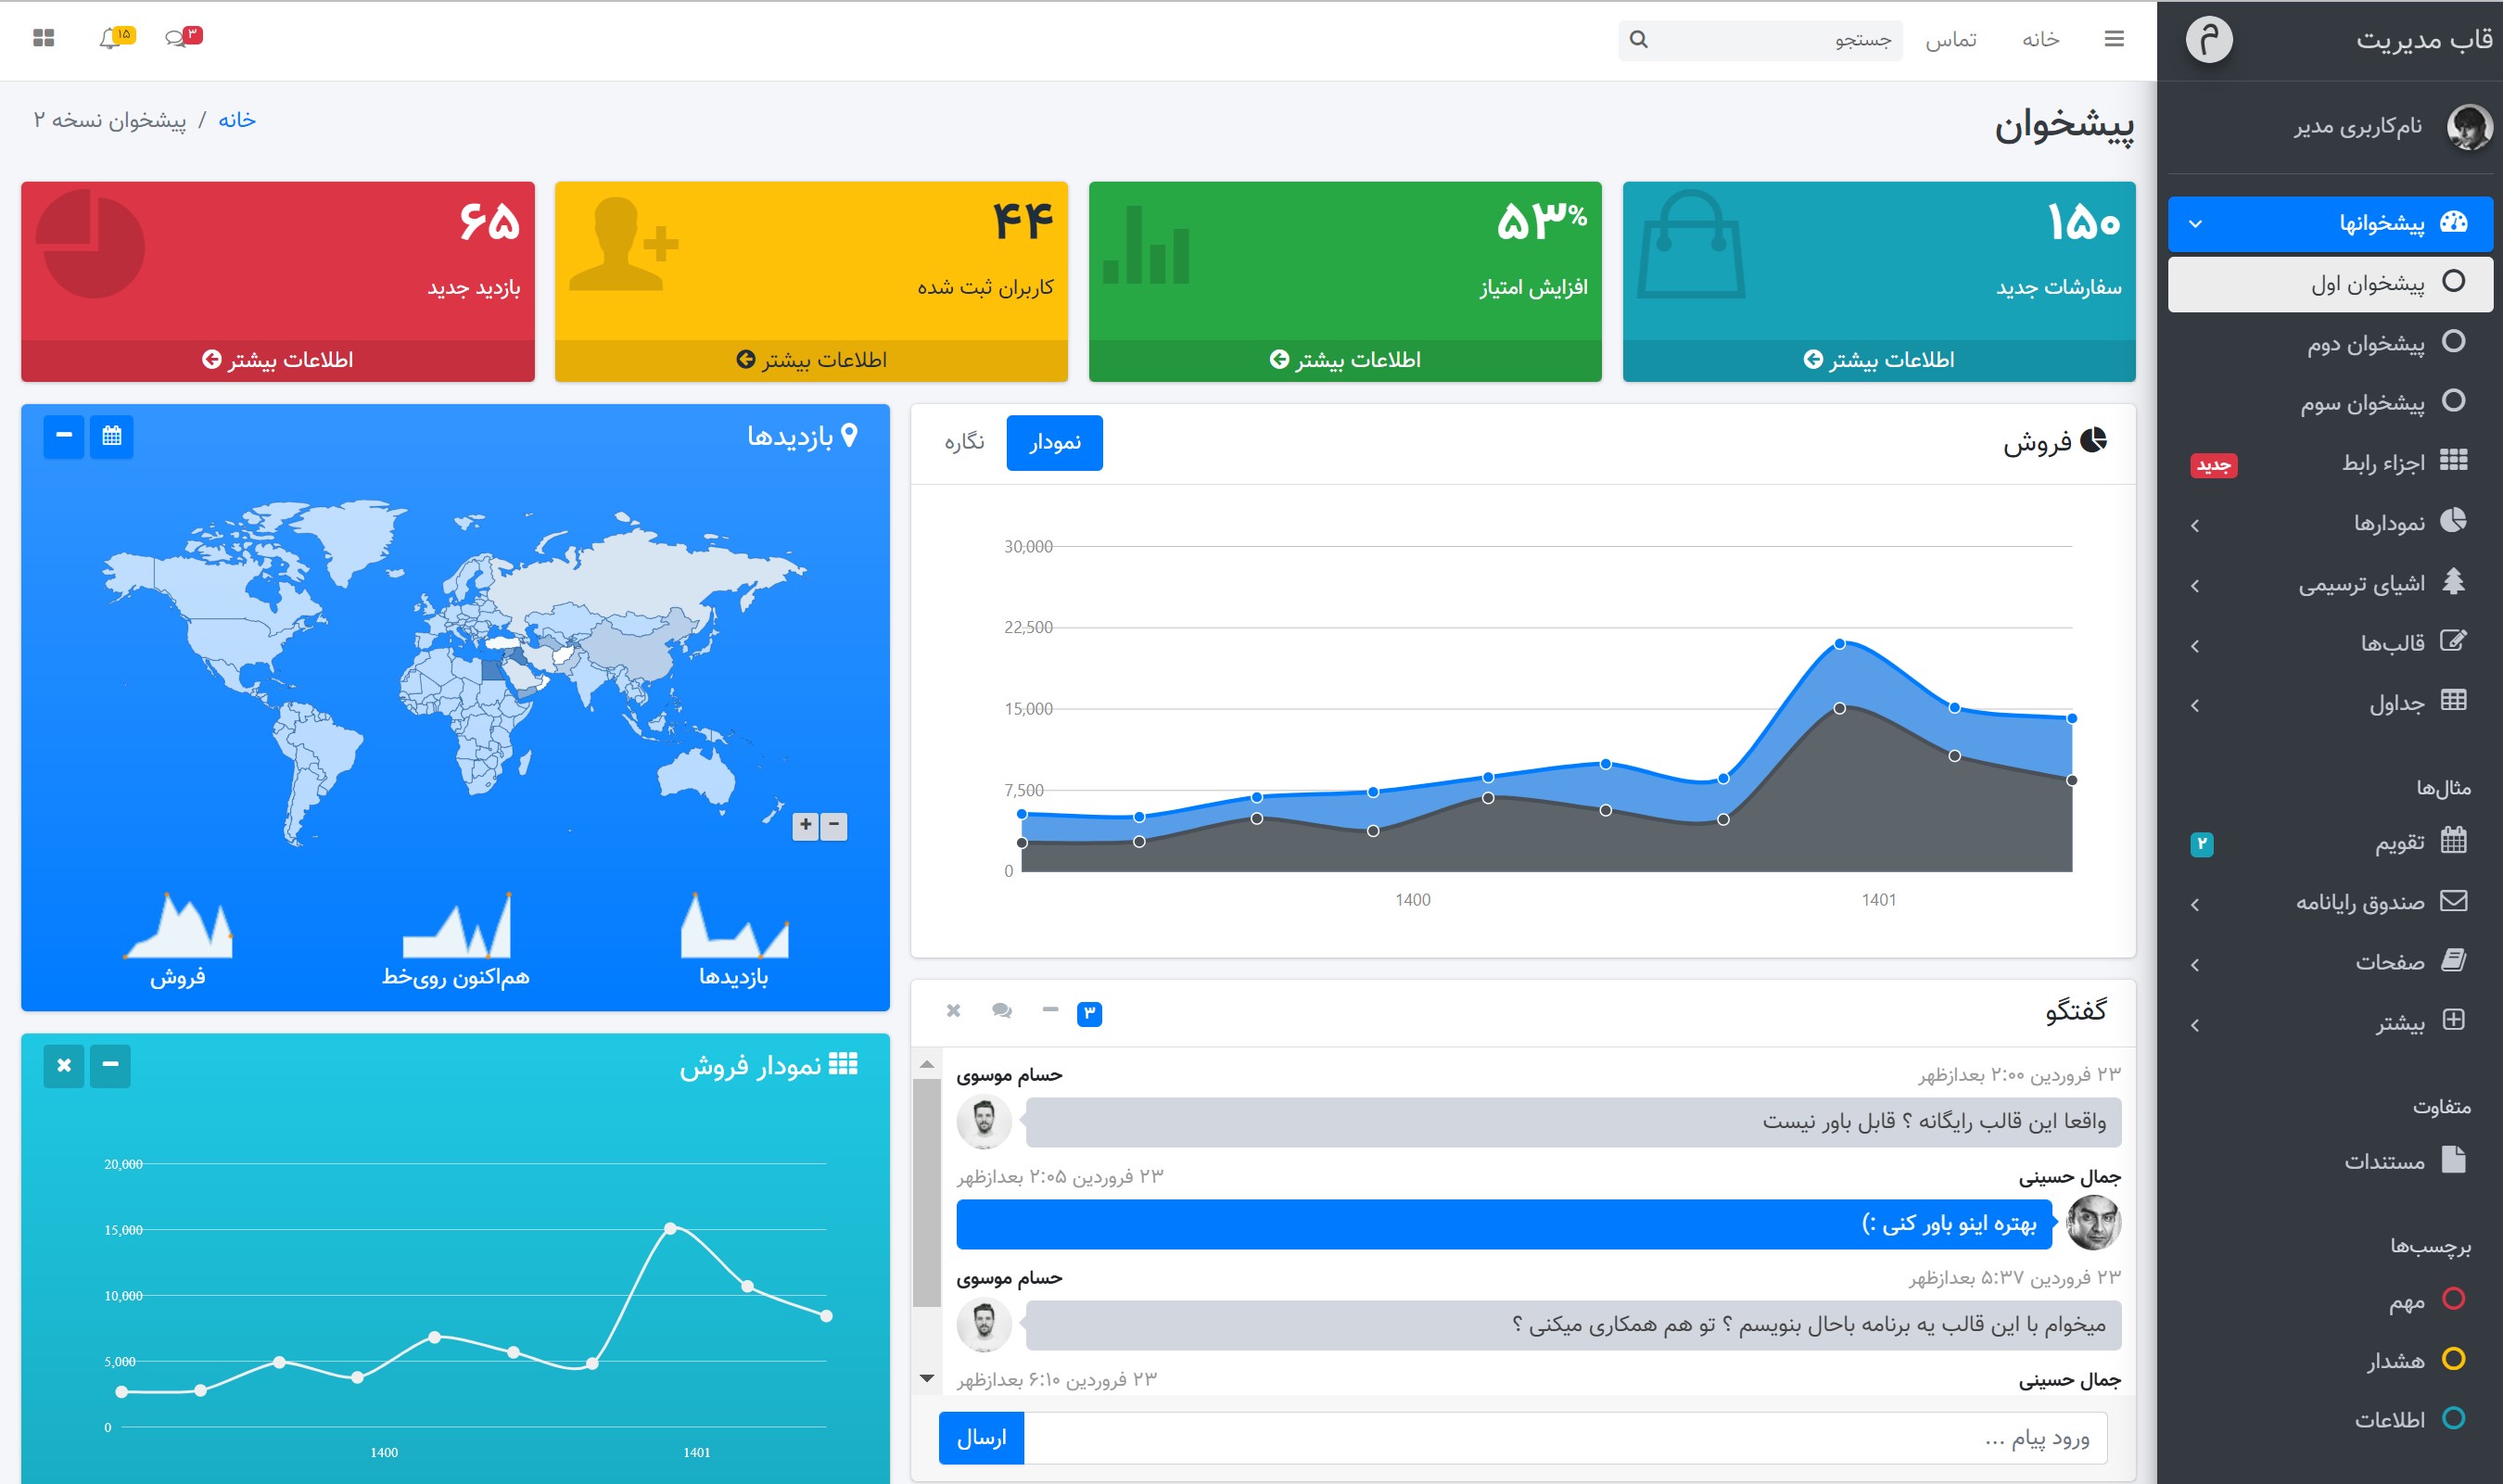 قاب مدیریت
نام‌کاربری مدیر
پیشخوانها
پیشخوان اول
پیشخوان دوم
پیشخوان سوم
اجزاء رابط جدید
نمودارها
اشیای ترسیمی
قالب‌ها
جداول
مثال‌ها
تقویم ۲
صندوق رایانامه
صفحات
بیشتر
متفاوت
مستندات
برچسب‌ها
مهم
هشدار
اطلاعات
خانه
تماس
جستجو
۳
۱۵
پیشخوان
خانه / پیشخوان نسخه ۲
۱۵۰
سفارشات جدید
اطلاعات بیشتر
۵۳%
افزایش امتیاز
اطلاعات بیشتر
۴۴
کاربران ثبت شده
اطلاعات بیشتر
۶۵
بازدید جدید
اطلاعات بیشتر
فروش
نمودار
نگاره
30,000
22,500
15,000
7,500
0
1400
1401
گفتگو
۳
حسام موسوی
۲۳ فروردین ۲:۰۰ بعدازظهر
واقعا این قالب رایگانه ؟ قابل باور نیست
جمال حسینی
۲۳ فروردین ۲:۰۵ بعدازظهر
بهتره اینو باور کنی :)
حسام موسوی
۲۳ فروردین ۵:۳۷ بعدازظهر
میخوام با این قالب یه برنامه باحال بنویسم ؟ تو هم همکاری میکنی ؟
جمال حسینی
۲۳ فروردین ۶:۱۰ بعدازظهر
ورود پیام ...
ارسال
بازدیدها
+
−
بازدیدها
هم‌اکنون روی‌خط
فروش
نمودار فروش
20,000
15,000
10,000
5,000
0
1400
1401